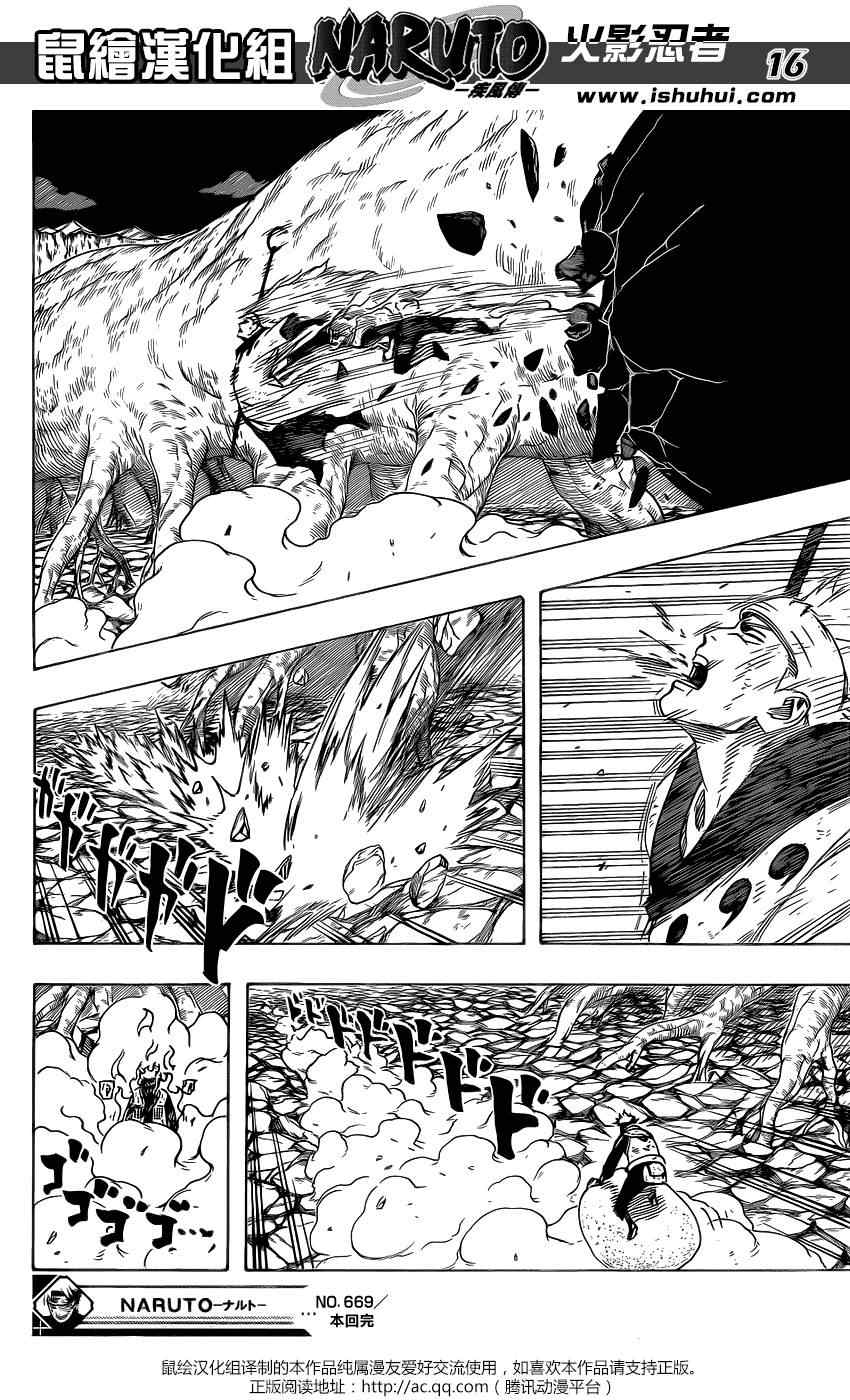 鼠繪漢化組
NARUTO
疾風傳
火影忍者
16
www.ishuhui.com
ガガガガガド
ドドドドドド
ゴゴゴゴ
NARUTO—ナルト—
...
NO.669／
本回完
鼠绘汉化组译制的本作品纯属漫友爱好交流使用，如喜欢本作品请支持正版。
正版阅读地址：http://ac.qq.com（腾讯动漫平台）